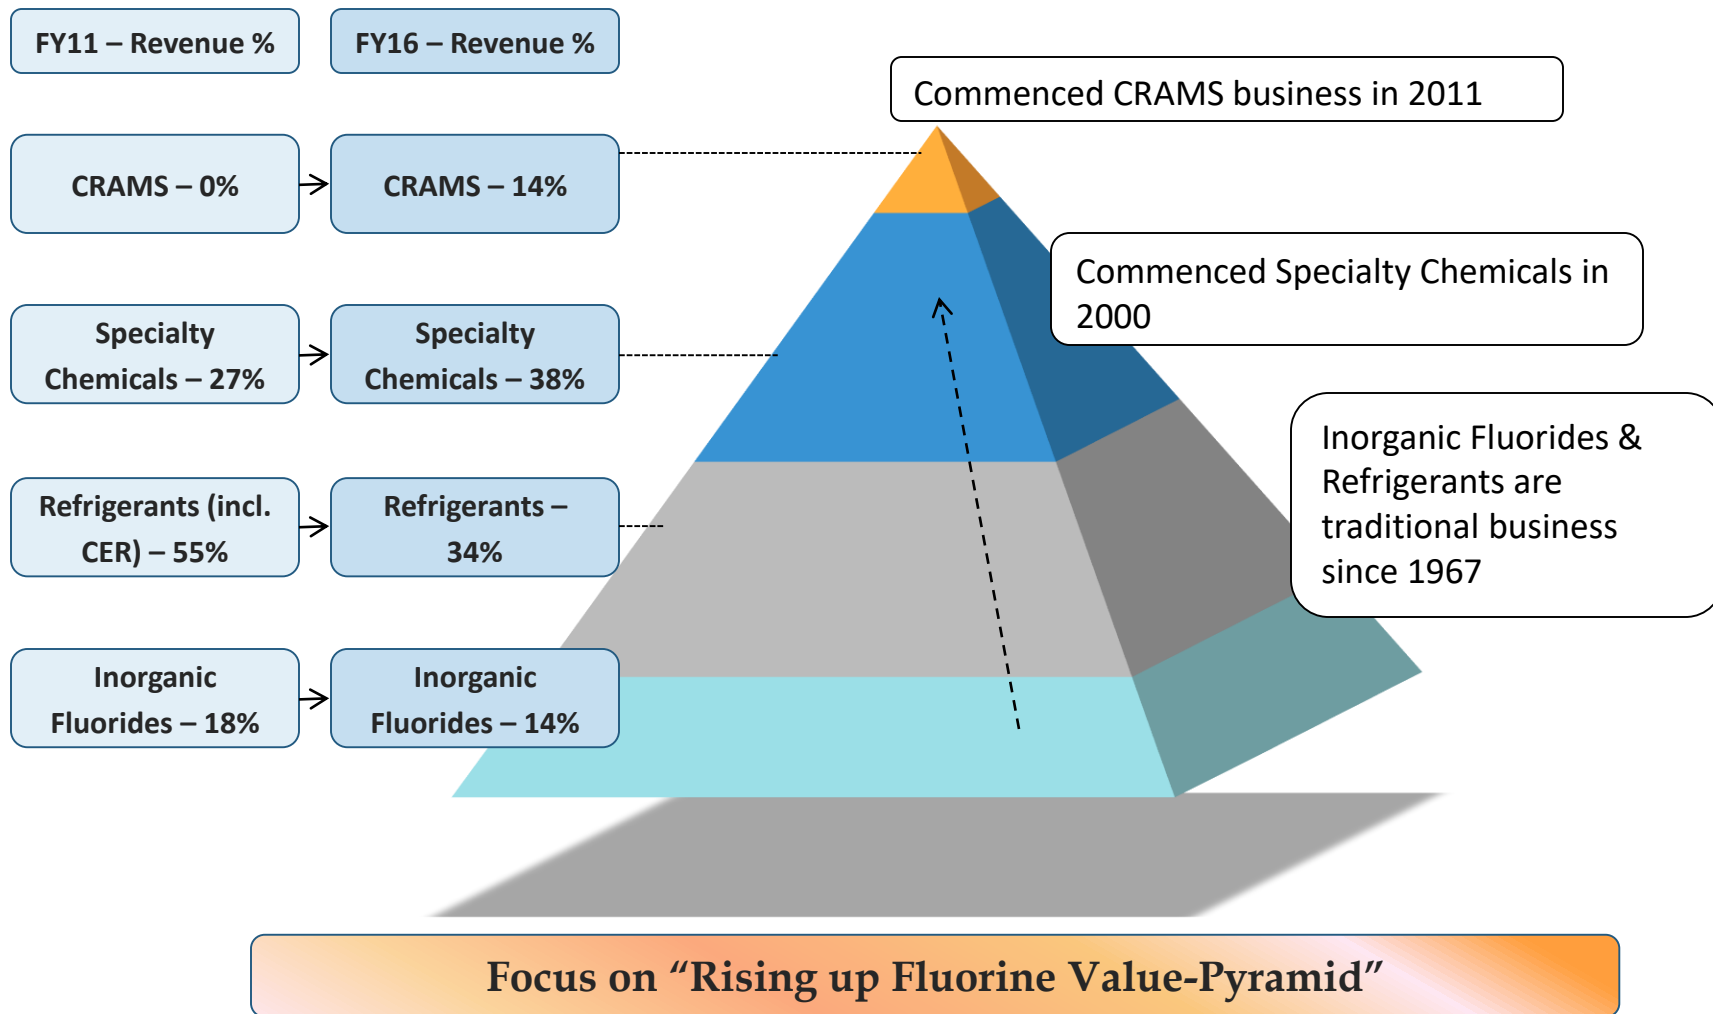 FY11 – Revenue %
FY16 – Revenue %
Commenced CRAMS business in 2011
CRAMS – 0%
CRAMS – 14%
Commenced Specialty Chemicals in
2000
Specialty
Chemicals – 27%
Specialty
Chemicals – 38%
Inorganic Fluorides &
Refrigerants are
traditional business
since 1967
Refrigerants (incl.
CER) – 55%
Refrigerants –
34%
Inorganic
Fluorides – 18%
Inorganic
Fluorides – 14%
Focus on “Rising up Fluorine Value-Pyramid”